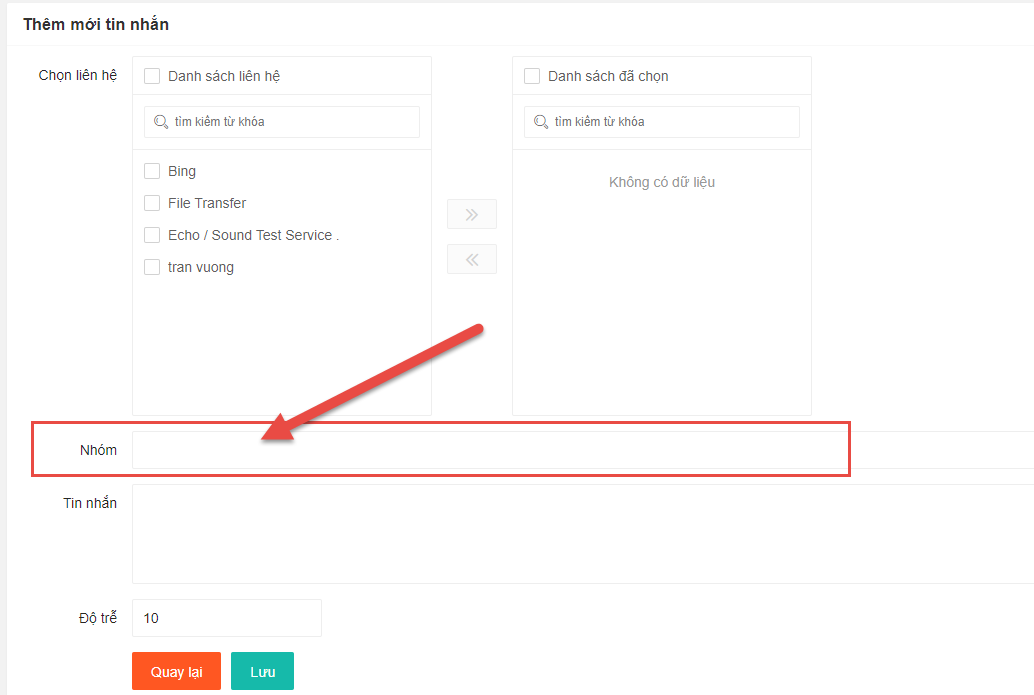 Thêm mới tin nhắn
Chọn liên hệ
Danh sách liên hệ
tìm kiếm từ khóa
Bing
File Transfer
Echo / Sound Test Service .
tran vuong
Danh sách đã chọn
tìm kiếm từ khóa
Không có dữ liệu
Nhóm
Tin nhắn
Độ trễ 10
Quay lại Lưu